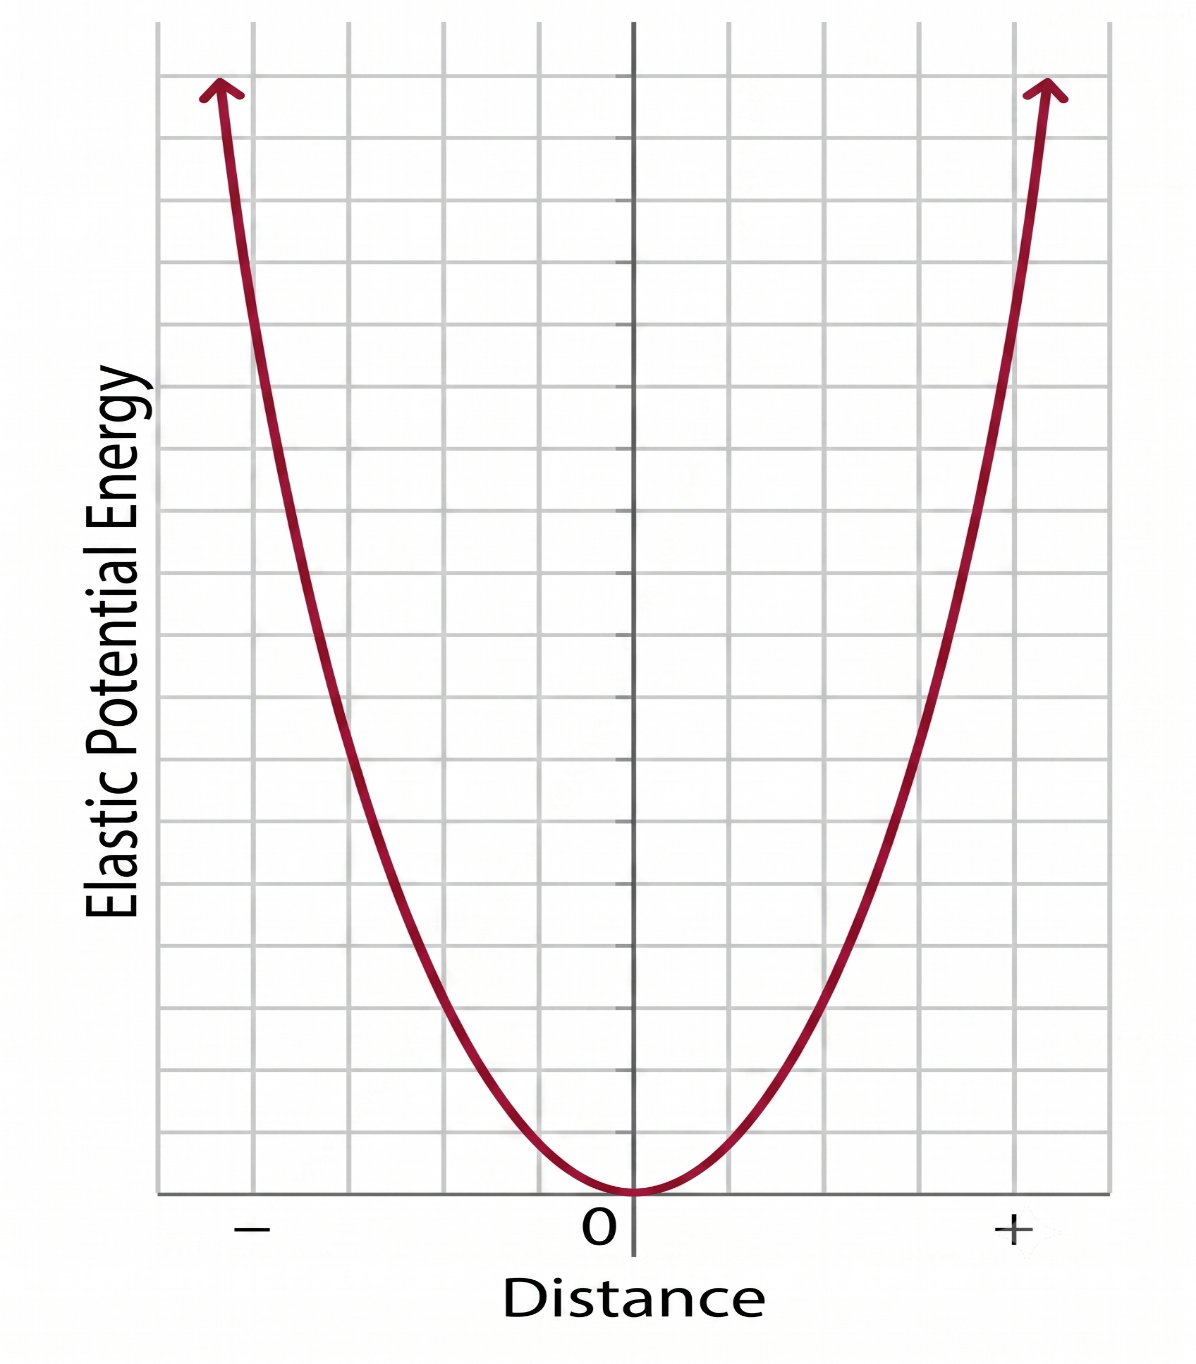 Elastic Potential Energy
− 0 +
Distance